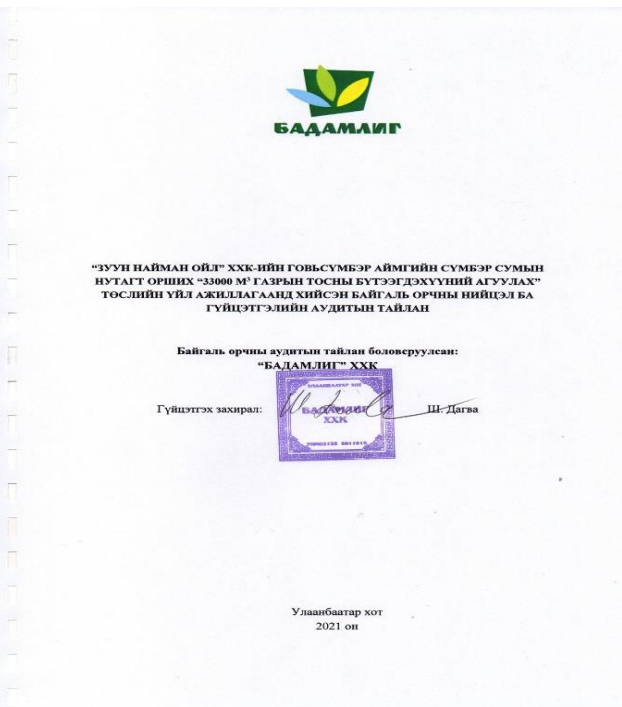 БАДАМЛИГ
“ЗУУН НАЙМАН ОЙЛ” ХХК-ИЙН ГОВЬСҮМБЭР АЙМГИЙН СҮМБЭР СУМЫН
НУТАГТ ОРШИХ “33000 М³ ГАЗРЫН ТОСНЫ БҮТЭЭГДЭХҮҮНИЙ АГУУЛАХ”
ТӨСЛИЙН ҮЙЛ АЖИЛЛАГААНД ХИЙСЭН БАЙГАЛЬ ОРЧНЫ НИЙЦЭЛ БА
ГҮЙЦЭТГЭЛИЙН АУДИТЫН ТАЙЛАН
Байгаль орчны аудитын тайлан боловсруулсан:
“БАДАМЛИГ” ХХК
УЛААНБААТАР ХОТ
Гүйцэтгэх захирал:
Ш. Дагва
БАДАМЛИГ
ХХК
Улаанбаатар хот
2021 он